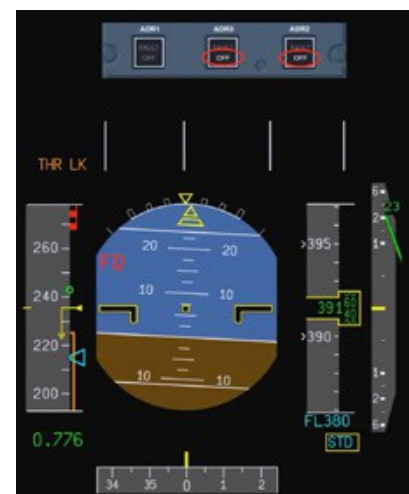 ADR1 ADR3 ADR2
FAULT FAULT FAULT
OFF OFF OFF
THR LK
260
240
220
200
20 20
FD
10 10
10 10
395
391
390
23
6
2
1
1
2
6
0.776
FL380
STD
34 35 0 1 2